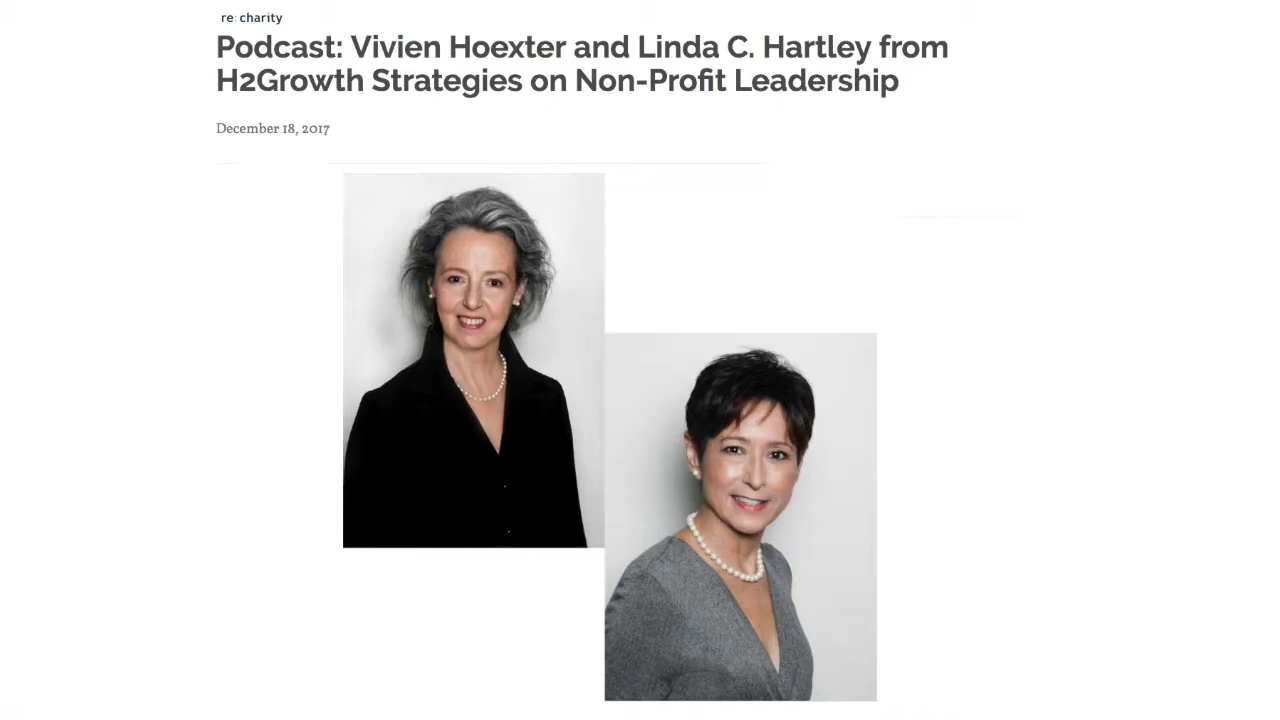 re: charity
Podcast: Vivien Hoexter and Linda C. Hartley from
H2Growth Strategies on Non-Profit Leadership
December 18, 2017